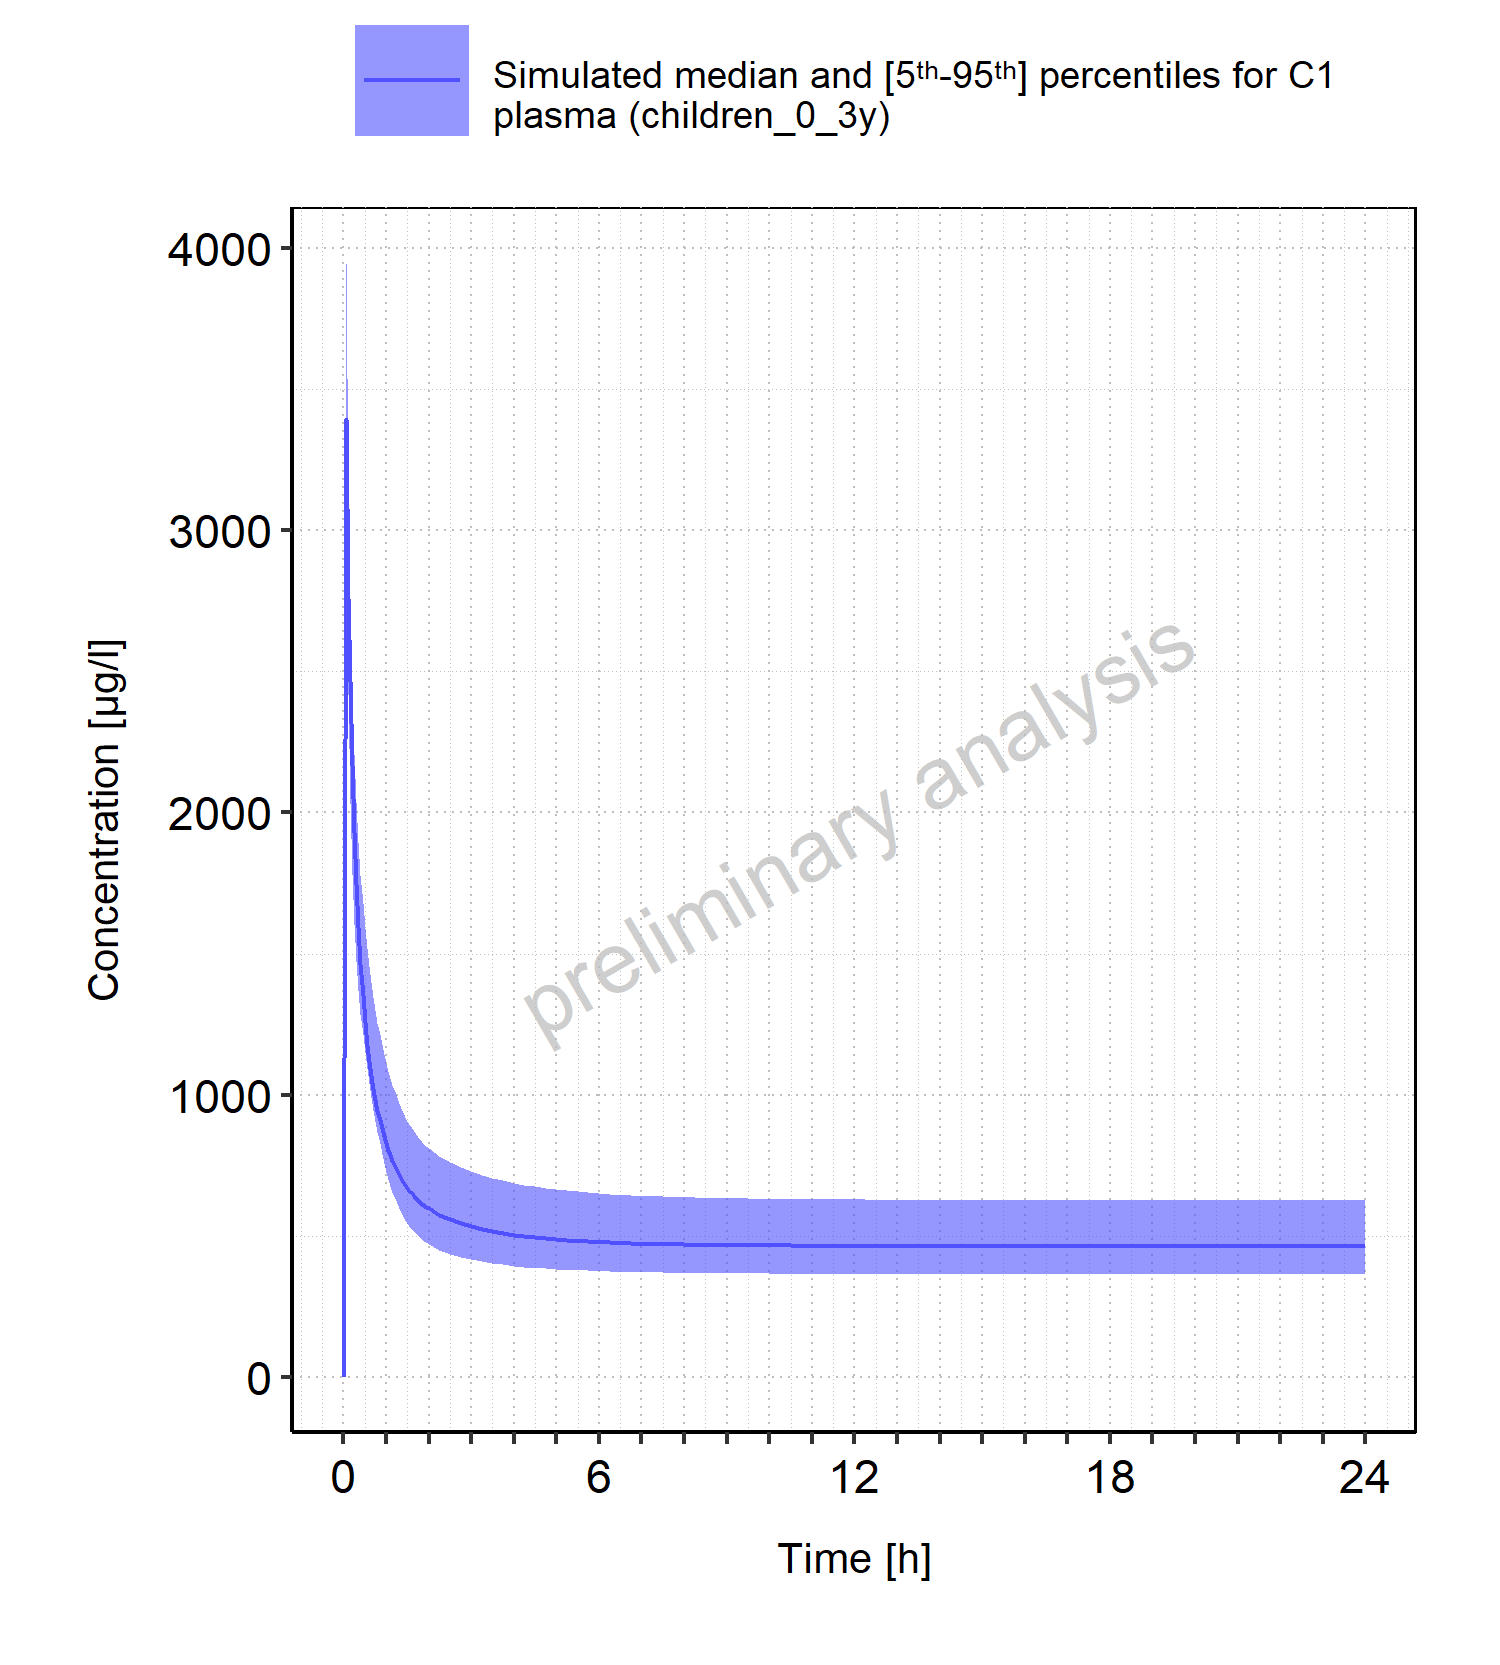 Simulated median and [5th-95th] percentiles for C1
plasma (children_0_3y)
4000
3000
2000
1000
0
Concentration [µg/l]
preliminary analysis
0 6 12 18 24
Time [h]